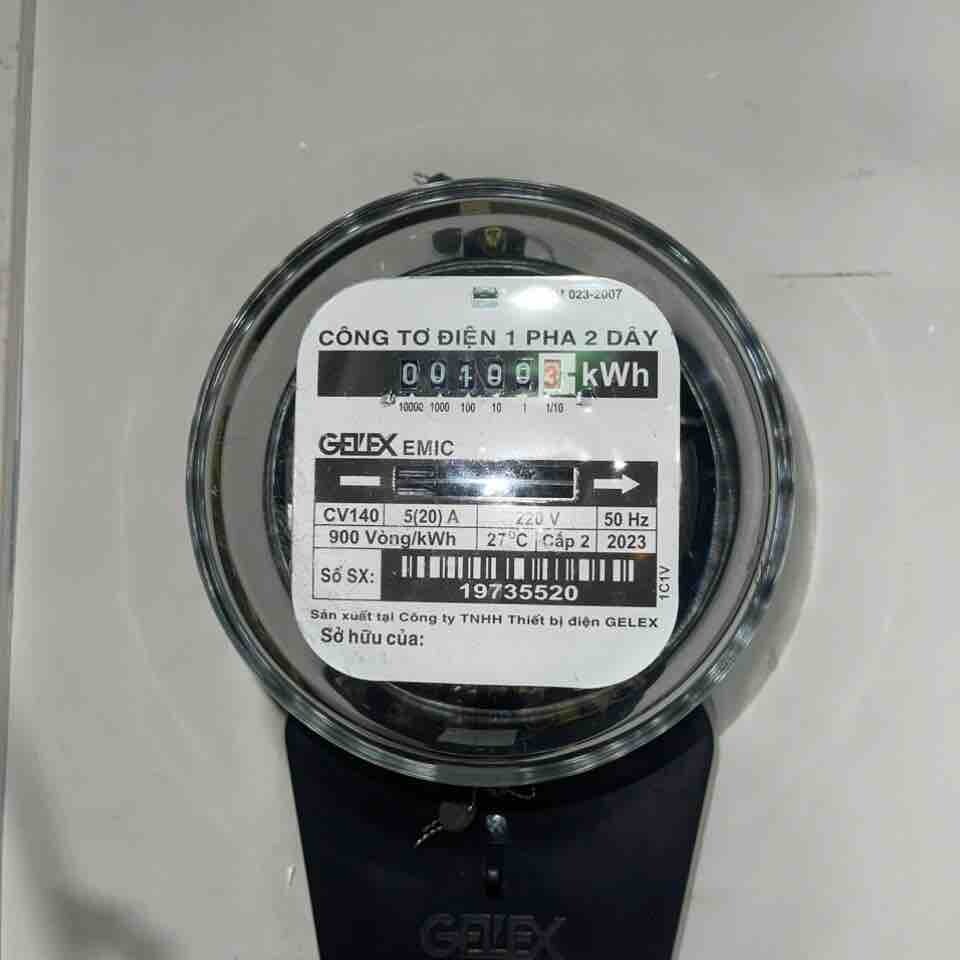 023-2007
CÔNG TƠ ĐIỆN 1 PHA 2 DÂY
001003 kWh
10000 1000 100 10 1 1/10
GELEX EMIC
CV140 5(20) A 220 V 50 Hz
900 Vòng/kWh 27°C Cấp 2 2023
Số SX: 19735520
1C1V
Sản xuất tại Công ty TNHH Thiết bị điện GELEX
Sở hữu của:
GELEX